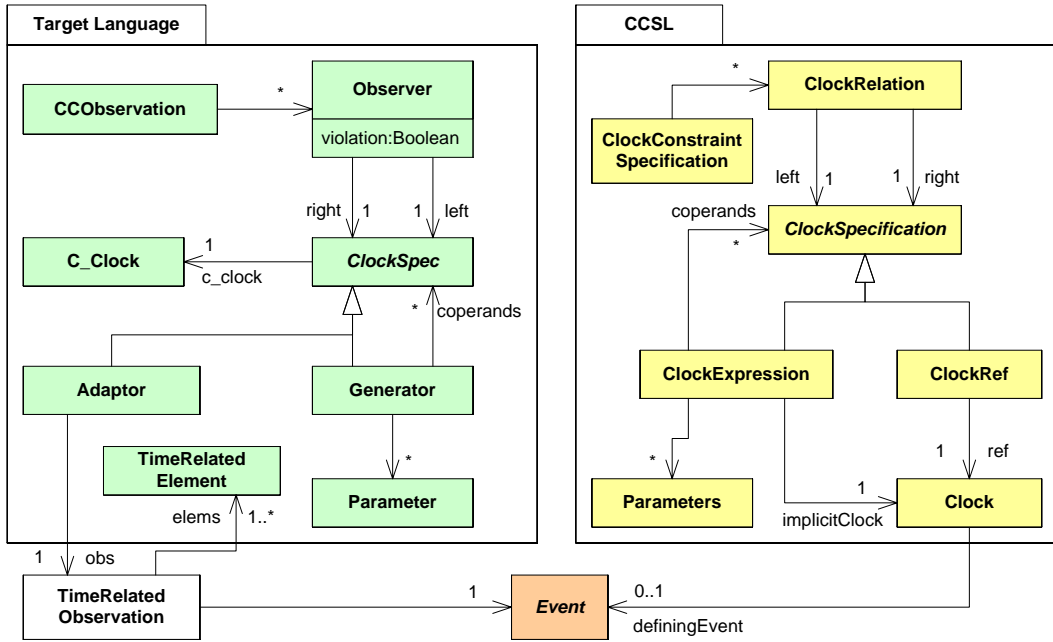 Target Language
CCObservation
*
Observer
violation:Boolean
right
1
1
left
C_Clock
1
c_clock
ClockSpec
*
coperands
Adaptor
Generator
TimeRelated
Element
*
Parameter
elems
1..*
1
obs
TimeRelated
Observation
1
Event
0..1
definingEvent
CCSL
*
ClockRelation
ClockConstraint
Specification
left
1
1
right
coperands
*
ClockSpecification
ClockExpression
ClockRef
*
Parameters
1
ref
1
implicitClock
Clock